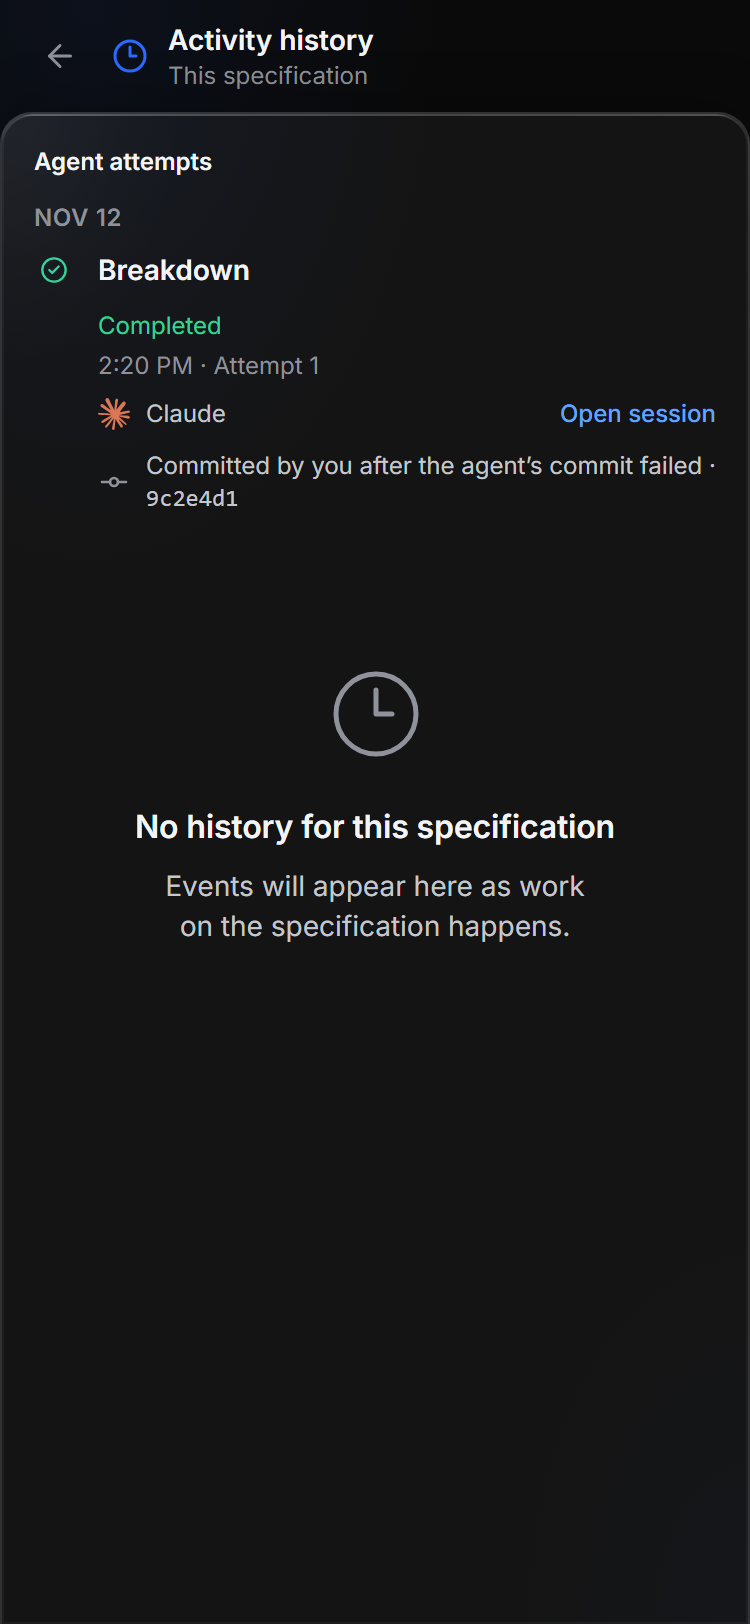 Activity history
This specification
Agent attempts
NOV 12
Breakdown
Completed
2:20 PM · Attempt 1
Claude
Open session
Committed by you after the agent’s commit failed ·
9c2e4d1
No history for this specification
Events will appear here as work
on the specification happens.